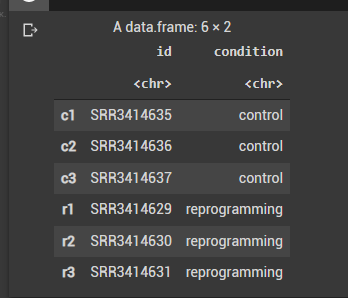 A data.frame: 6 × 2
id condition
<chr> <chr>
c1 SRR3414635 control
c2 SRR3414636 control
c3 SRR3414637 control
r1 SRR3414629 reprogramming
r2 SRR3414630 reprogramming
r3 SRR3414631 reprogramming